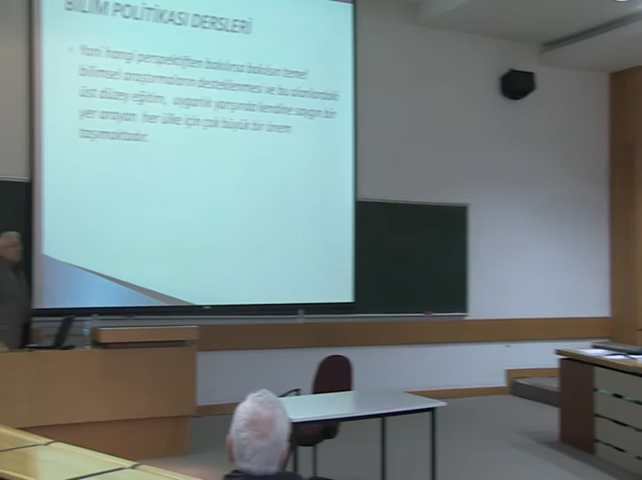 BİLİM POLİTİKASI DERSLERİ
Yani hangi perspektiften bakılırsa bakılsın temel
bilimsel araştırmaların desteklenmesi ve bu alanlardaki
üst düzey eğitim, uygarlık yarışında kendine saygın bir
yer arayan her ülke için çok büyük bir önem
taşımaktadır.